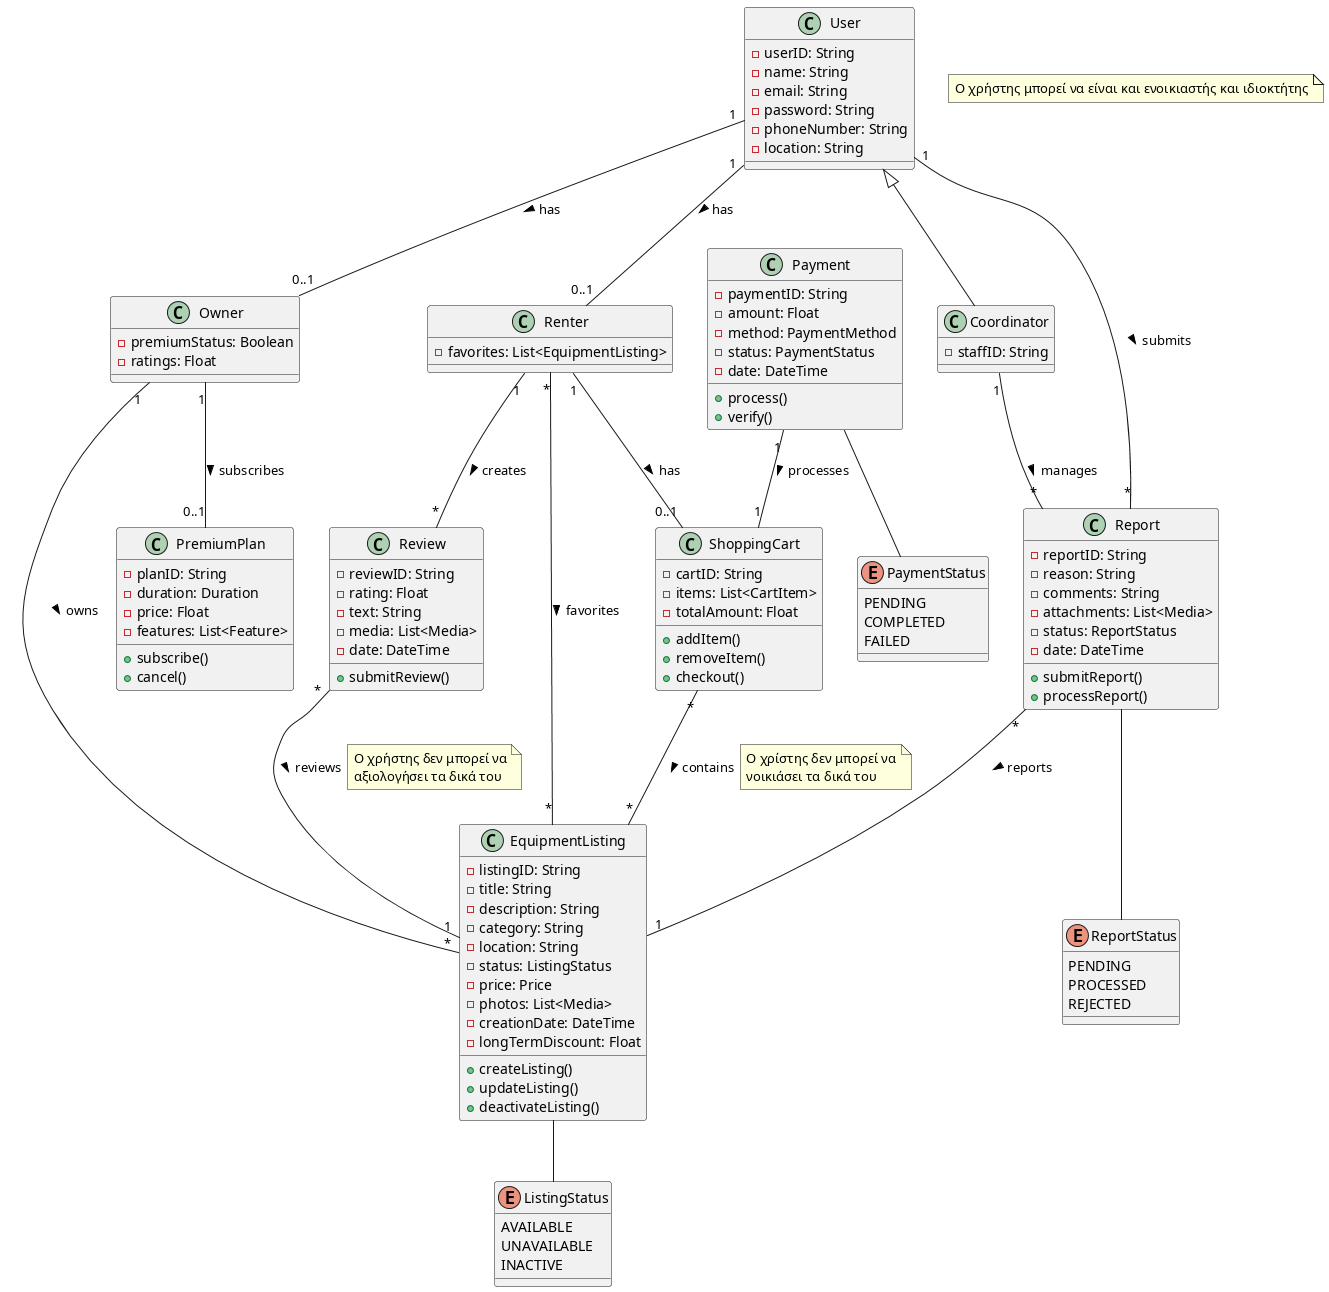 User
userID: String
name: String
email: String
password: String
phoneNumber: String
location: String
Ο χρήστης μπορεί να είναι και ενοικιαστής και ιδιοκτήτης
1
1
1
has
has
submits
0..1
0..1
Owner
premiumStatus: Boolean
ratings: Float
Renter
favorites: List<EquipmentListing>
Payment
paymentID: String
amount: Float
method: PaymentMethod
status: PaymentStatus
date: DateTime
process()
verify()
Coordinator
staffID: String
1
1
1
*
1
1
1
owns
subscribes
creates
favorites
has
processes
manages
0..1
*
0..1
1
*
*
PremiumPlan
planID: String
duration: Duration
price: Float
features: List<Feature>
subscribe()
cancel()
Review
reviewID: String
rating: Float
text: String
media: List<Media>
date: DateTime
submitReview()
ShoppingCart
cartID: String
items: List<CartItem>
totalAmount: Float
addItem()
removeItem()
checkout()
PaymentStatus
PENDING
COMPLETED
FAILED
Report
reportID: String
reason: String
comments: String
attachments: List<Media>
status: ReportStatus
date: DateTime
submitReport()
processReport()
*
*
*
reviews
Ο χρήστης δεν μπορεί να
αξιολογήσει τα δικά του
contains
Ο χρίστης δεν μπορεί να
νοικιάσει τα δικά του
reports
*
*
1
*
1
EquipmentListing
listingID: String
title: String
description: String
category: String
location: String
status: ListingStatus
price: Price
photos: List<Media>
creationDate: DateTime
longTermDiscount: Float
createListing()
updateListing()
deactivateListing()
ReportStatus
PENDING
PROCESSED
REJECTED
ListingStatus
AVAILABLE
UNAVAILABLE
INACTIVE